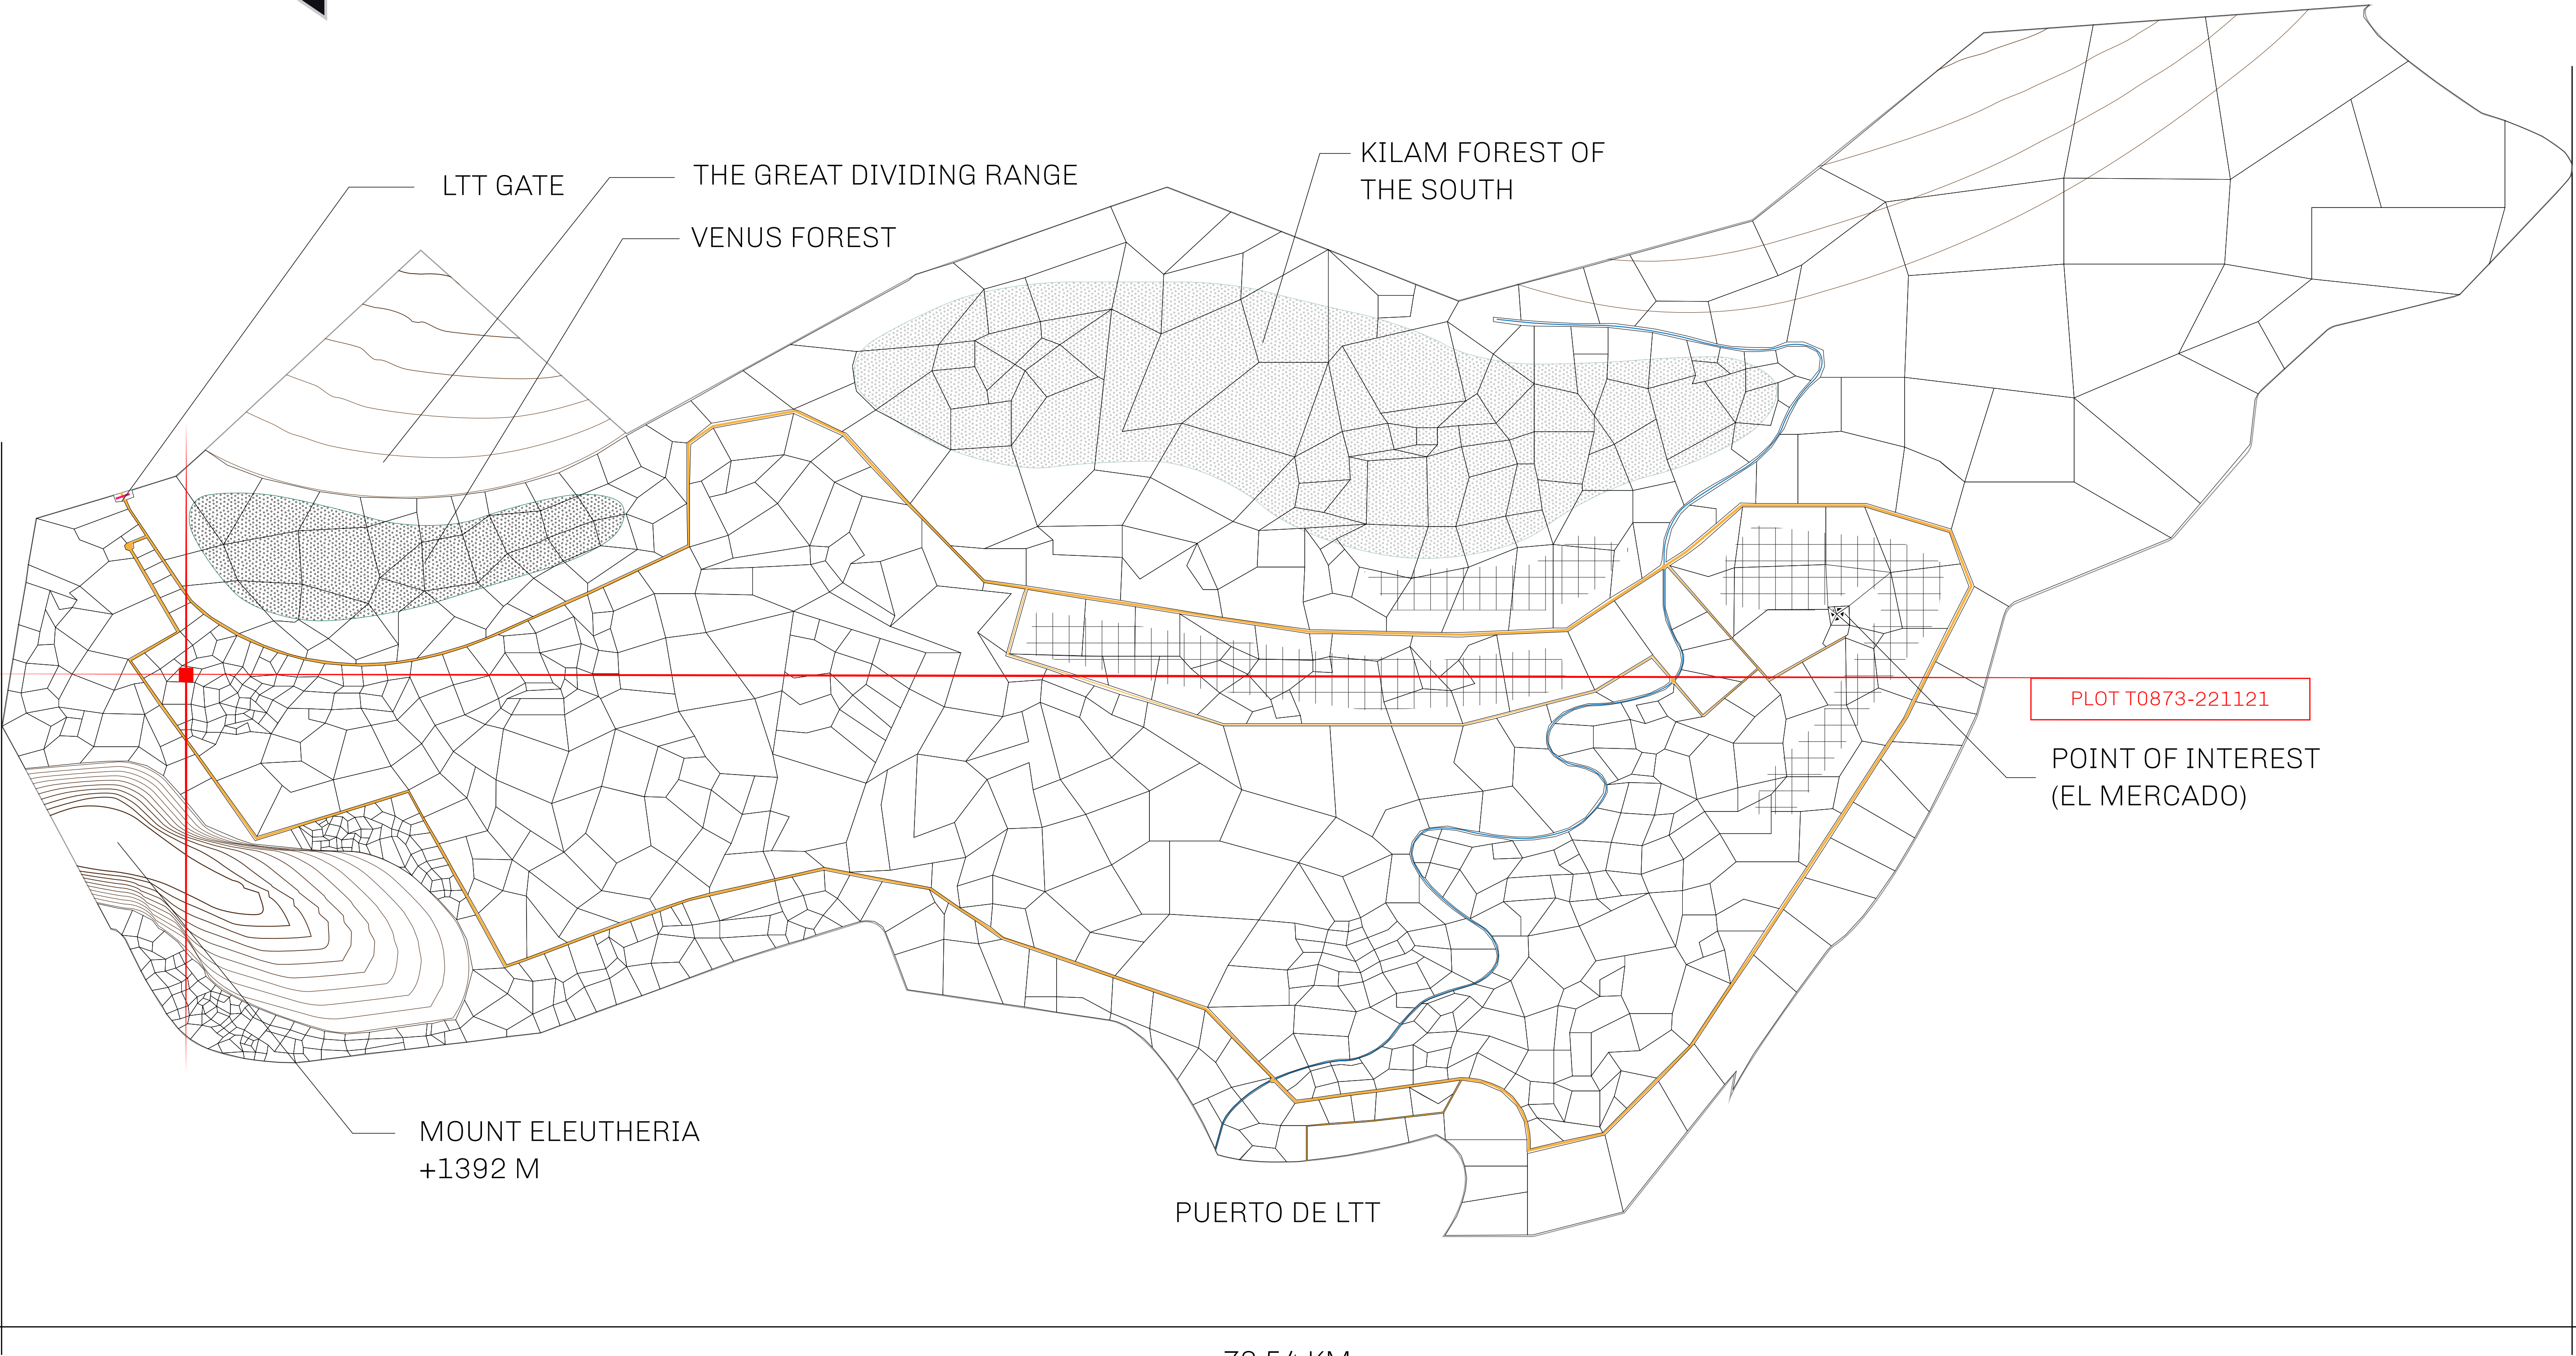 KILAM FOREST OF
THE SOUTH
LTT GATE
THE GREAT DIVIDING RANGE
VENUS FOREST
PLOT T0873-221121
POINT OF INTEREST
(EL MERCADO)
MOUNT ELEUTHERIA
+1392 M
PUERTO DE LTT
KM